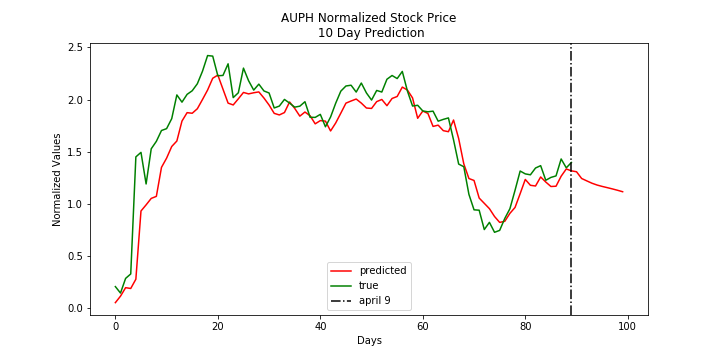 AUPH Normalized Stock Price
10 Day Prediction
Normalized Values
2.5
2.0
1.5
1.0
0.5
0.0
predicted
true
april 9
0
20
40
60
80
100
Days